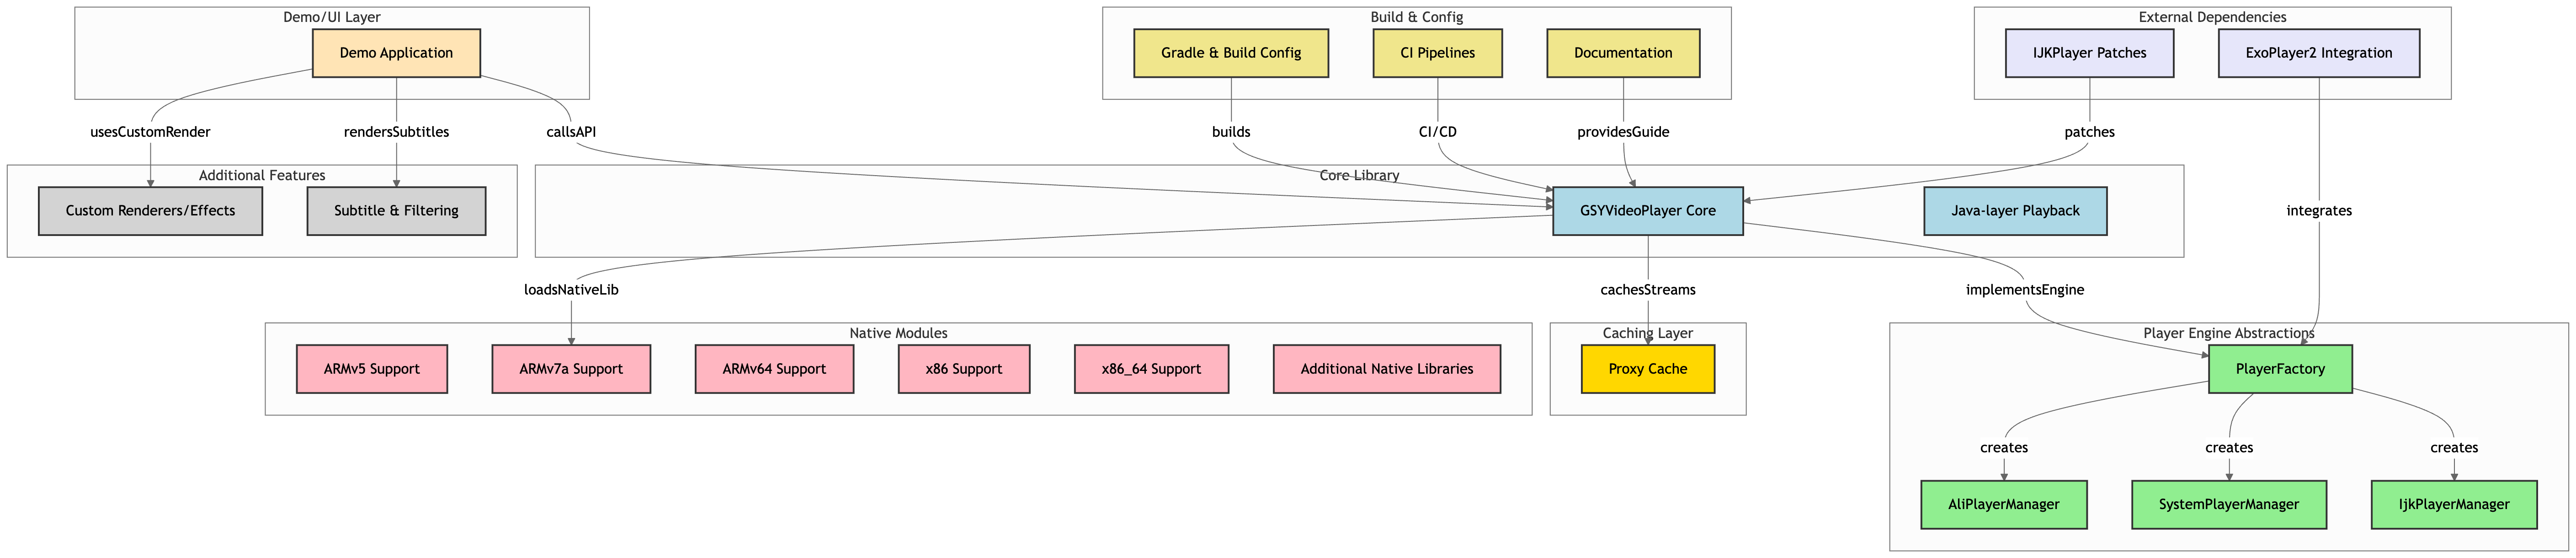 Demo/UI Layer
Build & Config
External Dependencies
Demo Application
Gradle & Build Config
CI Pipelines
Documentation
IJKPlayer Patches
ExoPlayer2 Integration
usesCustomRender
rendersSubtitles
callsAPI
builds
CI/CD
providesGuide
patches
Additional Features
Core Library
Custom Renderers/Effects
Subtitle & Filtering
GSYVideoPlayer Core
Java-layer Playback
integrates
loadsNativeLib
cachesStreams
implementsEngine
Native Modules
Caching Layer
Player Engine Abstractions
ARMv5 Support
ARMv7a Support
ARMv64 Support
x86 Support
x86_64 Support
Additional Native Libraries
Proxy Cache
PlayerFactory
creates
creates
creates
AliPlayerManager
SystemPlayerManager
IjkPlayerManager